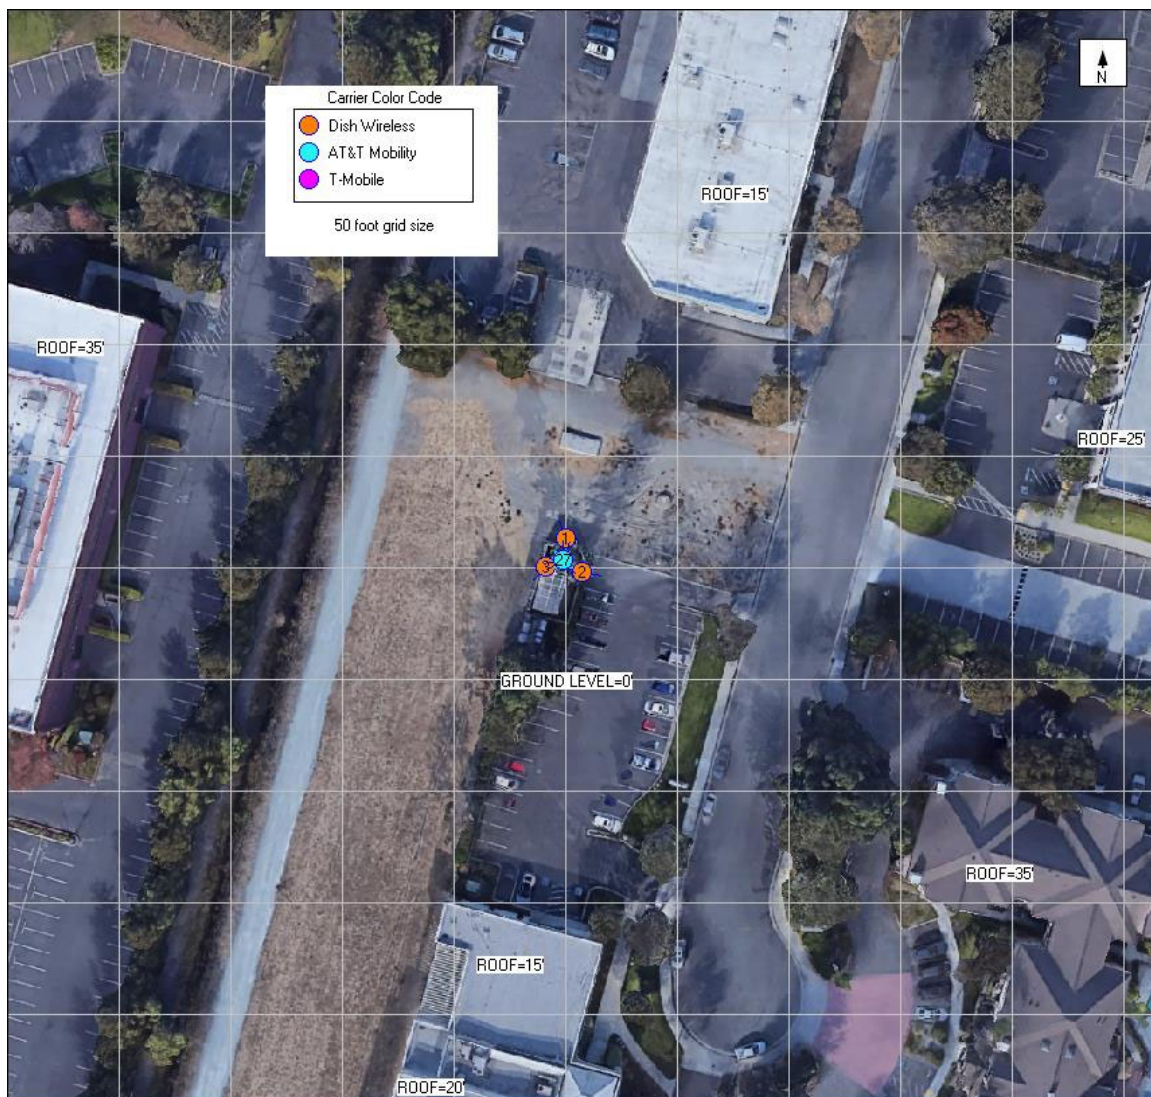 N
Carrier Color Code
Dish Wireless
AT&T Mobility
T-Mobile
50 foot grid size
ROOF=15'
ROOF=35'
ROOF=25'
1
27
3
2
GROUND LEVEL=0'
ROOF=35'
ROOF=15'
ROOF=20'